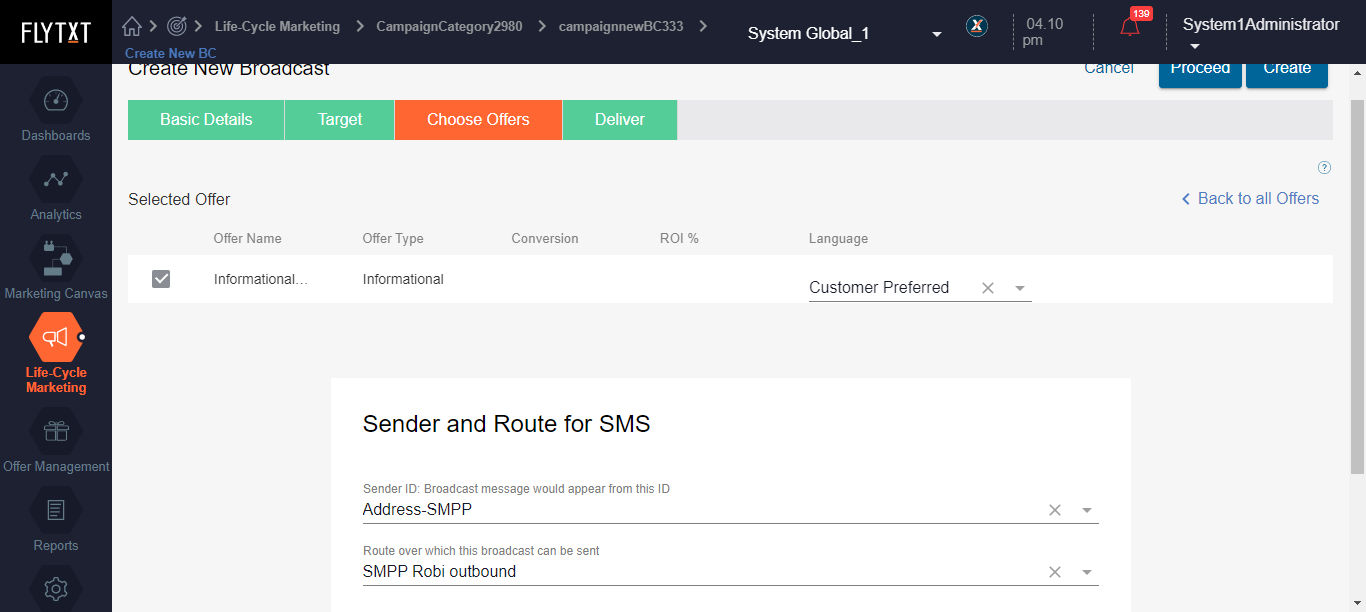 FLYTXT
Life-Cycle Marketing
CampaignCategory2980
campaignnewBC333
Create New BC
System Global_1
X
04.10
pm
139
System1Administrator
Dashboards
Analytics
Marketing Canvas
Life-Cycle
Marketing
Offer Management
Reports
Create New Broadcast
Cancel
Proceed
Create
Basic Details
Target
Choose Offers
Deliver
?
Selected Offer
Back to all Offers
Offer Name
Offer Type
Conversion
ROI %
Language
Informational...
Informational
Customer Preferred
Sender and Route for SMS
Sender ID: Broadcast message would appear from this ID
Address-SMPP
Route over which this broadcast can be sent
SMPP Robi outbound